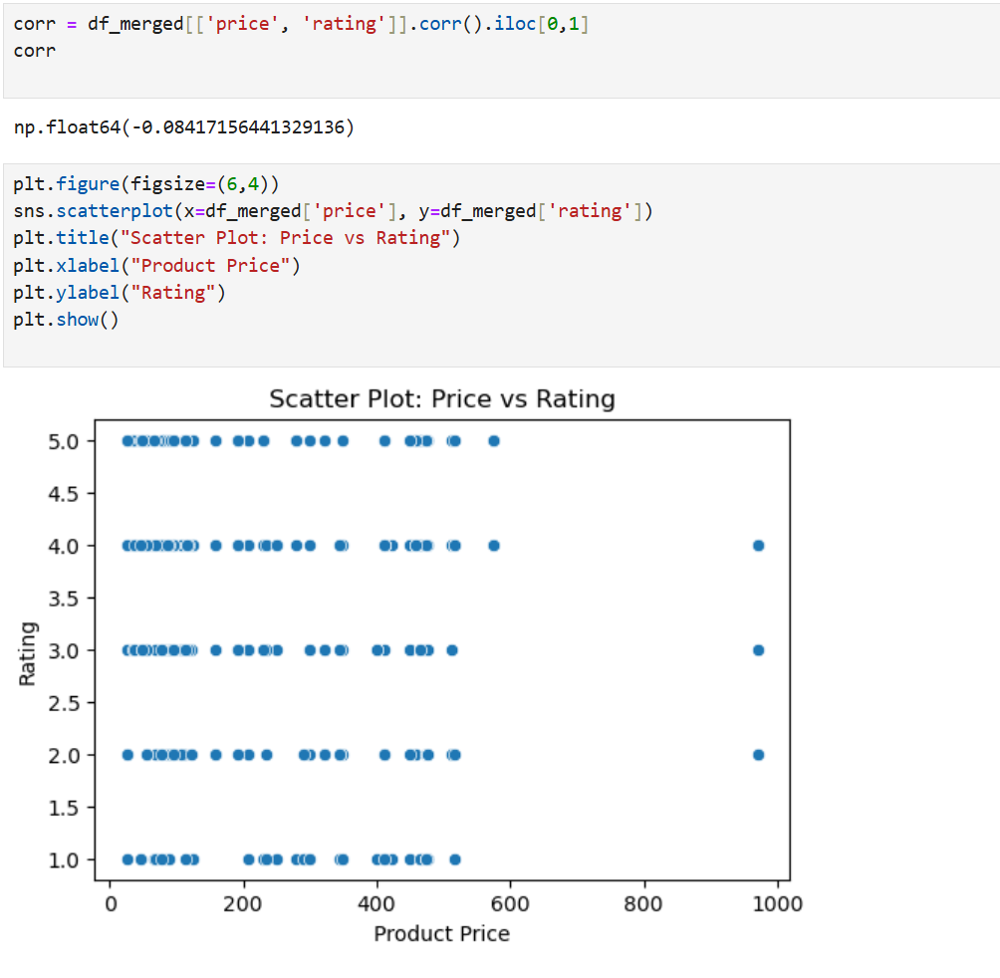 corr = df_merged[['price', 'rating']].corr().iloc[0,1]
corr
np.float64(-0.08417156441329136)
plt.figure(figsize=(6,4))
sns.scatterplot(x=df_merged['price'], y=df_merged['rating'])
plt.title("Scatter Plot: Price vs Rating")
plt.xlabel("Product Price")
plt.ylabel("Rating")
plt.show()
Scatter Plot: Price vs Rating
5.0
4.5
4.0
3.5
3.0
2.5
2.0
1.5
1.0
Rating
0 200 400 600 800 1000
Product Price